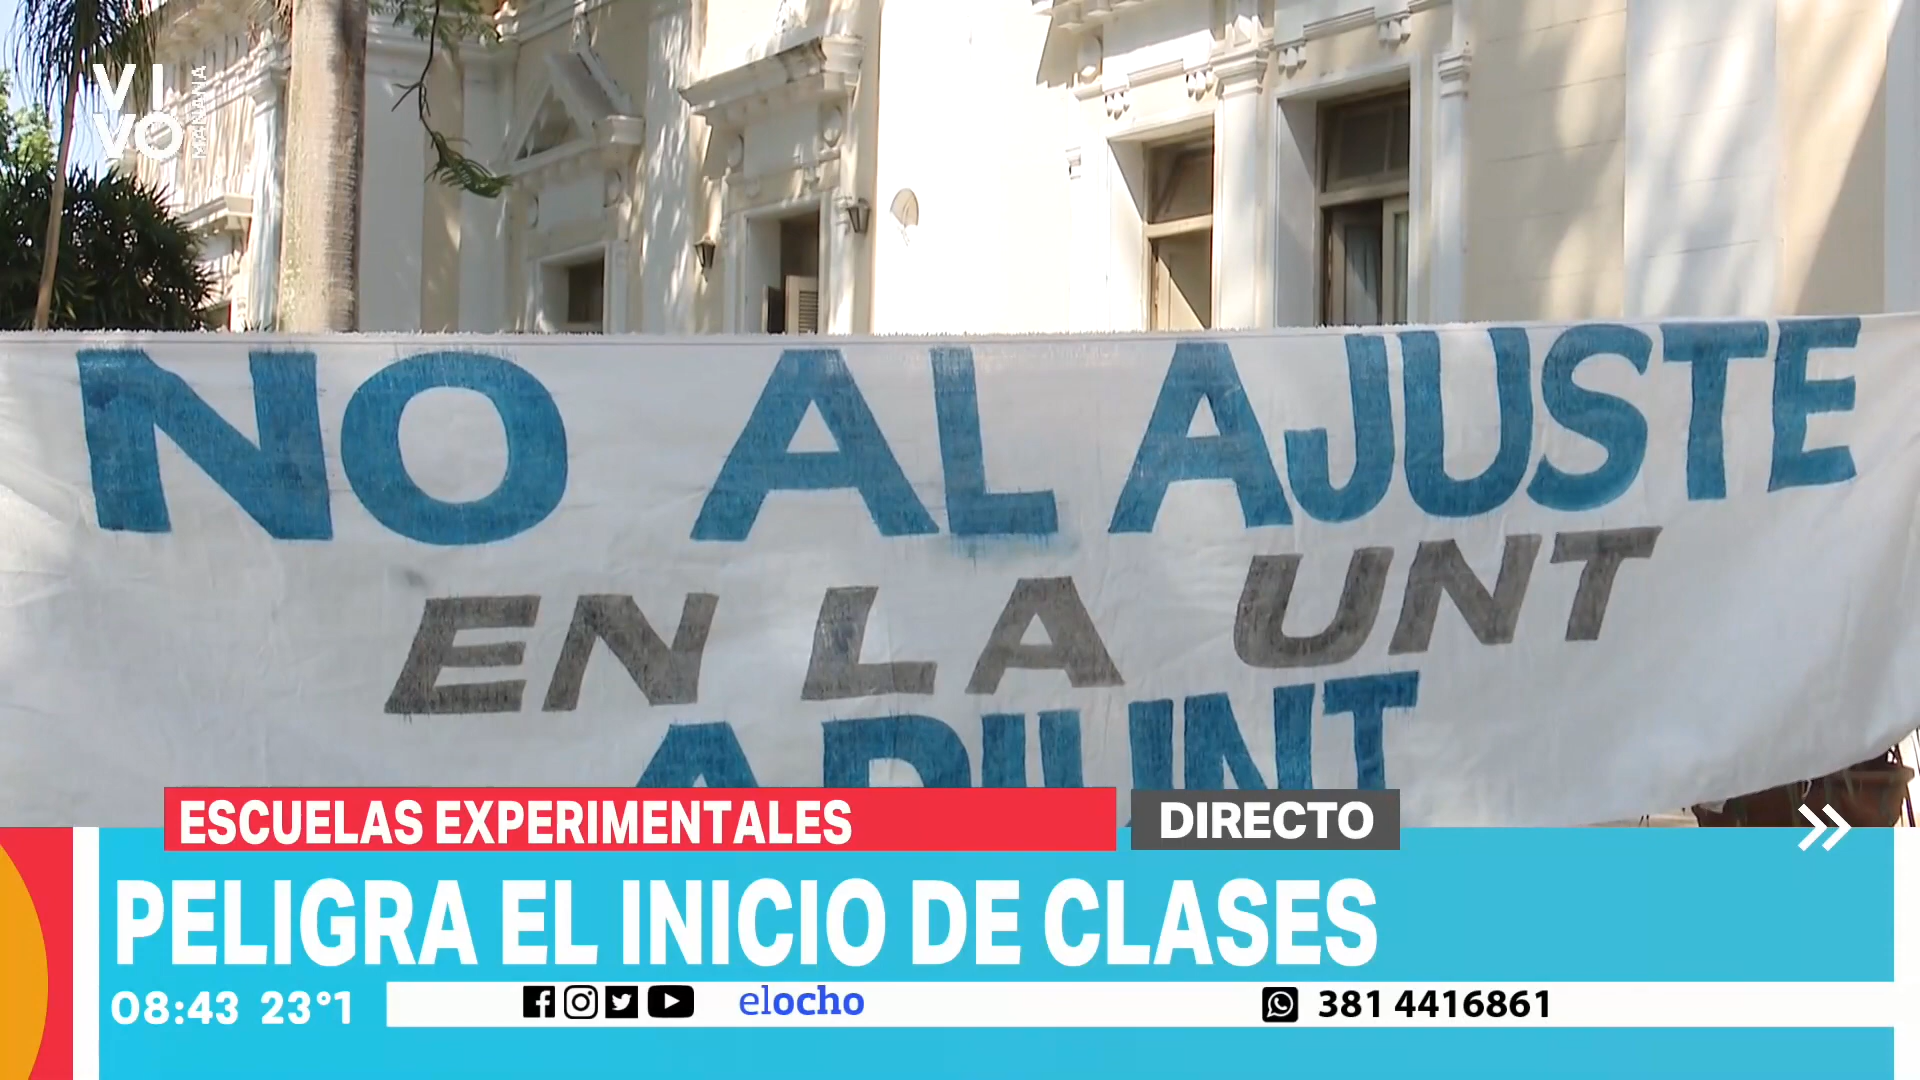 VIVO
MAÑANA
NO AL AJUSTE
EN LA UNT
ADIUNT
ESCUELAS EXPERIMENTALES
DIRECTO
PELIGRA EL INICIO DE CLASES
08:43 23°1
elocho
381 4416861